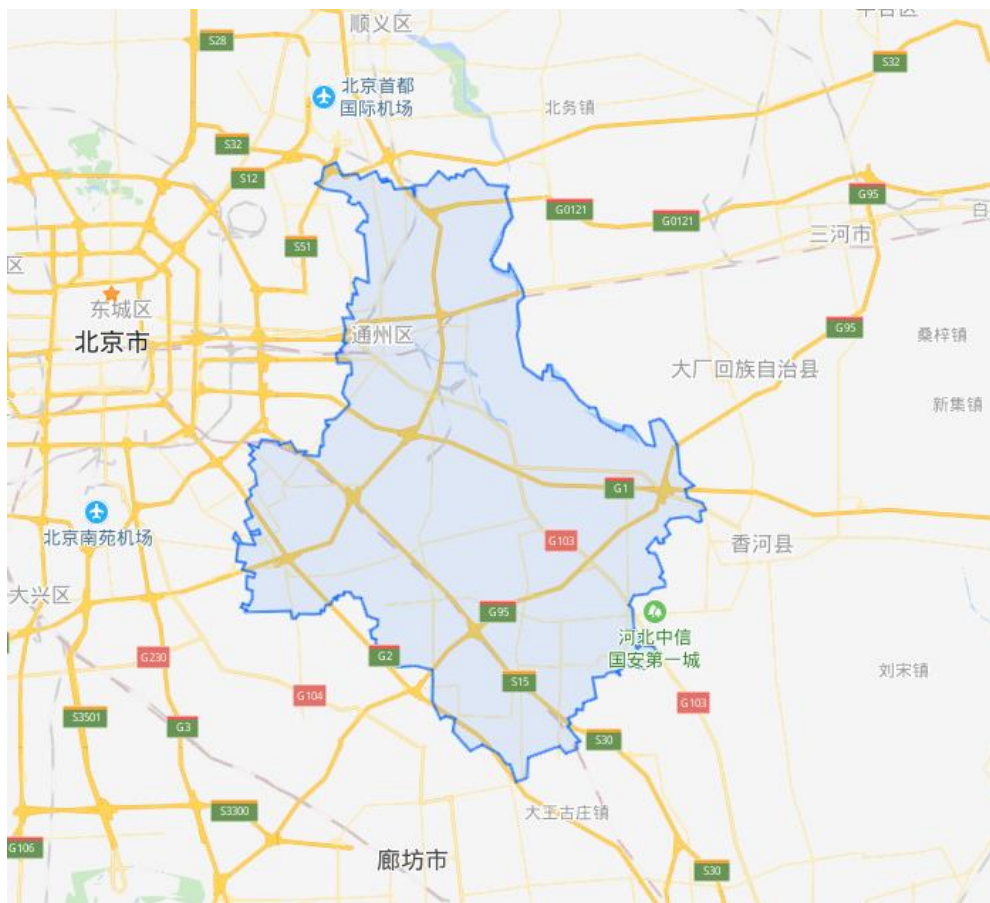 顺义区
S28
S32
北京首都
国际机场
北务镇
S32
S12
G95
G0121
G0121
三河市
S51
区
东城区
北京市
通州区
G95
桑梓镇
大厂回族自治县
新集镇
G1
北京南苑机场
G103
香河县
大兴区
G95
河北中信
国安第一城
G230
G2
刘宋镇
S15
G104
G103
S3501
G3
S30
S3300
大王古庄镇
G106
廊坊市
S30